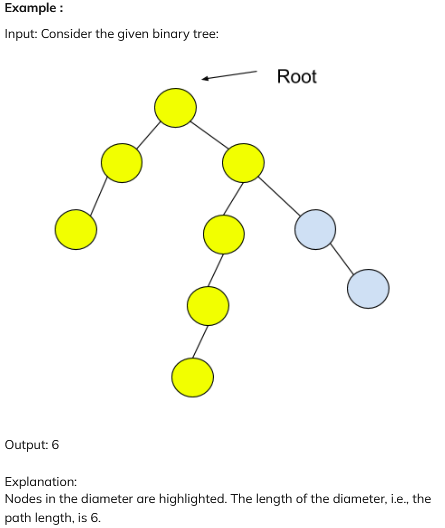 Example :
Input: Consider the given binary tree:
Root
Output: 6
Explanation:
Nodes in the diameter are highlighted. The length of the diameter, i.e., the
path length, is 6.